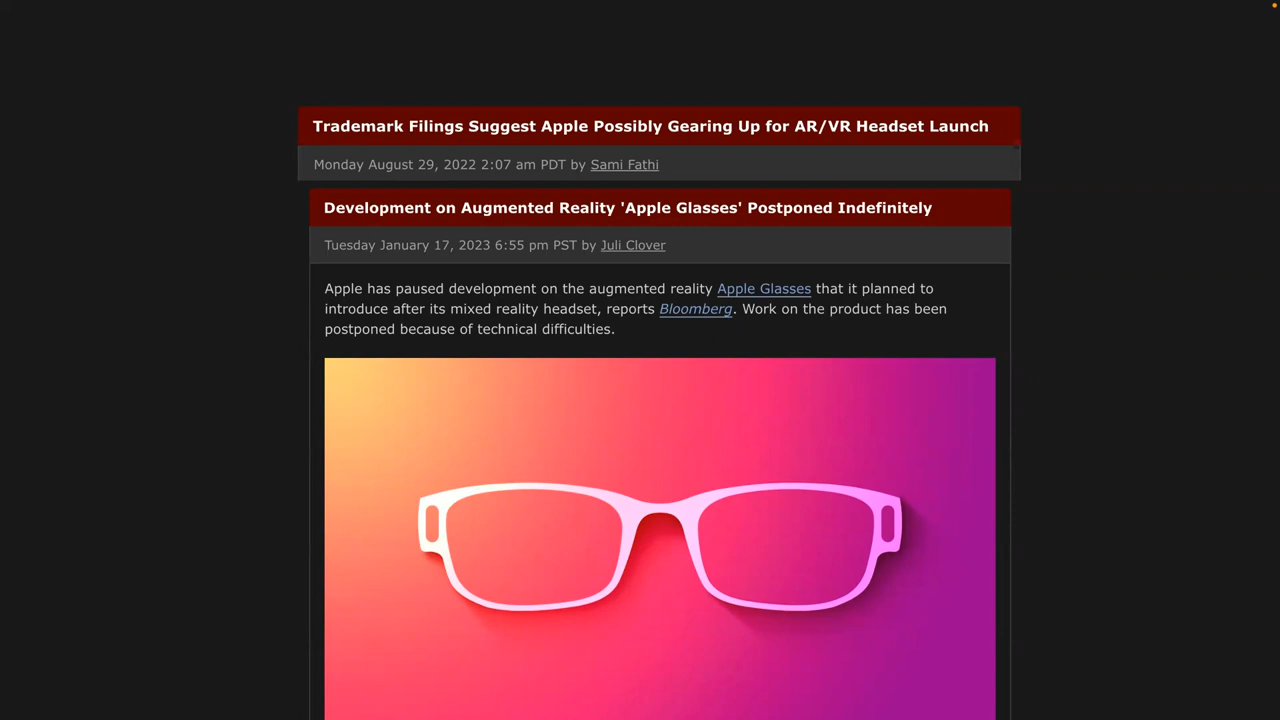 Trademark Filings Suggest Apple Possibly Gearing Up for AR/VR Headset Launch
Monday August 29, 2022 2:07 am PDT by Sami Fathi
Development on Augmented Reality 'Apple Glasses' Postponed Indefinitely
Tuesday January 17, 2023 6:55 pm PST by Juli Clover
Apple has paused development on the augmented reality Apple Glasses that it planned to
introduce after its mixed reality headset, reports Bloomberg. Work on the product has been
postponed because of technical difficulties.